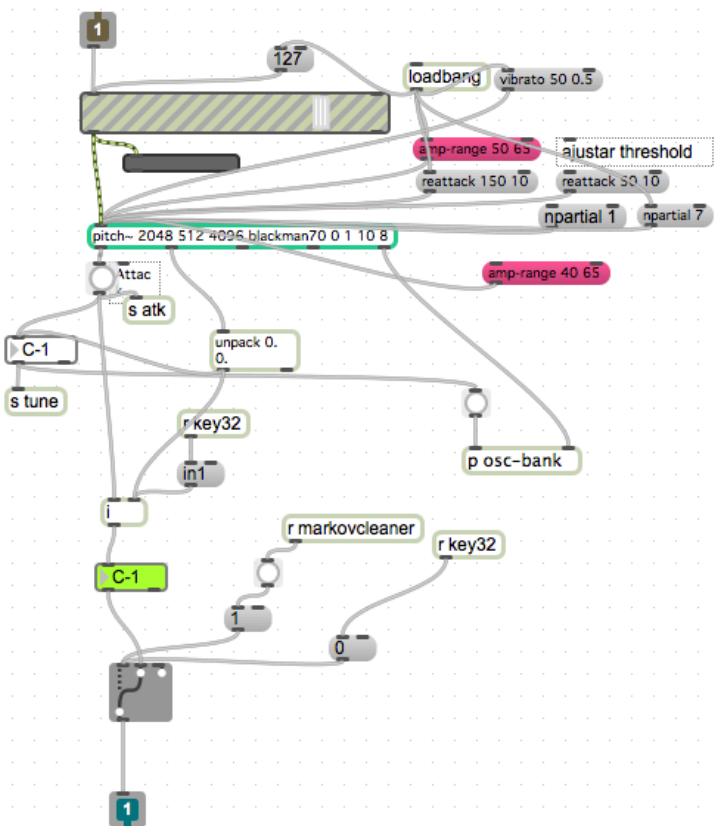 1
127
loadbang
vibrato 50 0.5
amp-range 50 65
ajustar threshold
reattack 150 10
reattack 50 10
npartial 1
npartial 7
pitch~ 2048 512 4096 blackman70 0 1 10 8
Attac
amp-range 40 65
s atk
C-1
unpack 0.
0.
s tune
r key32
p osc-bank
in1
i
r markovcleaner
r key32
C-1
1
0
1